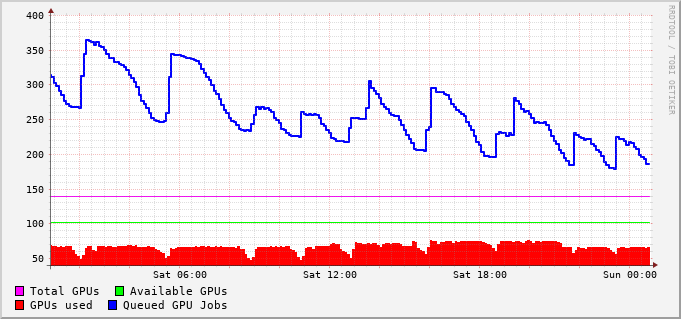 400
350
300
250
200
150
100
50
Sat 06:00 Sat 12:00 Sat 18:00 Sun 00:00
Total GPUs Available GPUs
GPUs used Queued GPU Jobs
RRDTOOL / TOBI OETIKER